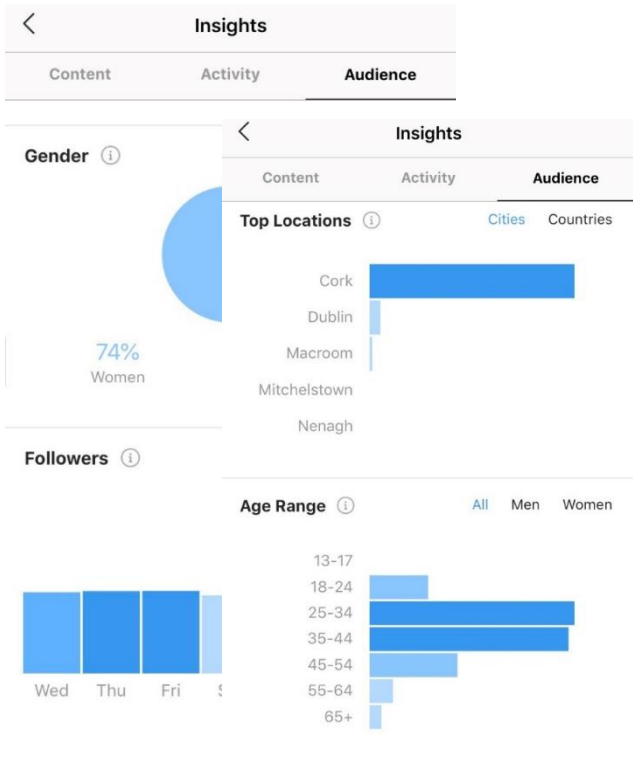 Insights
Content Activity Audience
Gender
74%
Women
Followers
Wed Thu Fri S
Insights
Content Activity Audience
Top Locations Cities Countries
Cork
Dublin
Macroom
Mitchelstown
Nenagh
Age Range All Men Women
13-17
18-24
25-34
35-44
45-54
55-64
65+